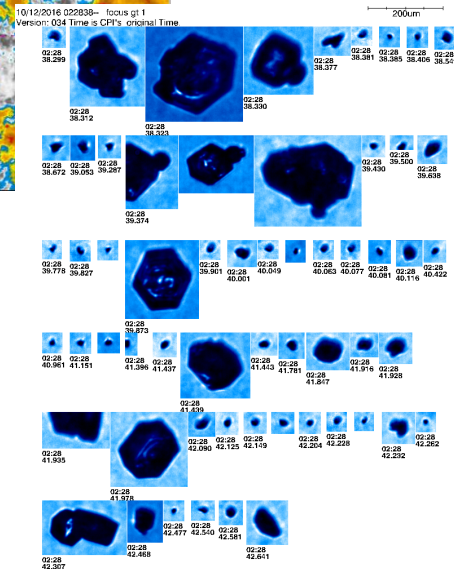 10/12/2016 022838-- focus gt 1
200um
Version: 034 Time is CPI's original Time.
02:28 02:28 02:28 02:28 02:28 02:28 02:28 02:28 02:28
38.299 38.312 38.323 38.330 38.377 38.381 38.385 38.406
02:28 02:28 02:28 02:28 02:28 02:28 02:28
38.672 39.053 39.287 39.374 39.430 39.500 39.638
02:28 02:28 02:28 02:28 02:28 02:28 02:28 02:28 02:28 02:28 02:28
39.778 39.827 39.873 39.901 40.001 40.049 40.063 40.077 40.081 40.116 40.422
02:28 02:28 02:28 02:28 02:28 02:28 02:28 02:28 02:28 02:28
40.961 41.151 41.396 41.437 41.439 41.443 41.781 41.847 41.916 41.928
02:28 02:28 02:28 02:28 02:28 02:28 02:28 02:28 02:28
41.935 41.978 42.090 42.125 42.149 42.204 42.228 42.232 42.262
02:28 02:28 02:28 02:28 02:28 02:28
42.307 42.468 42.477 42.540 42.581 42.641